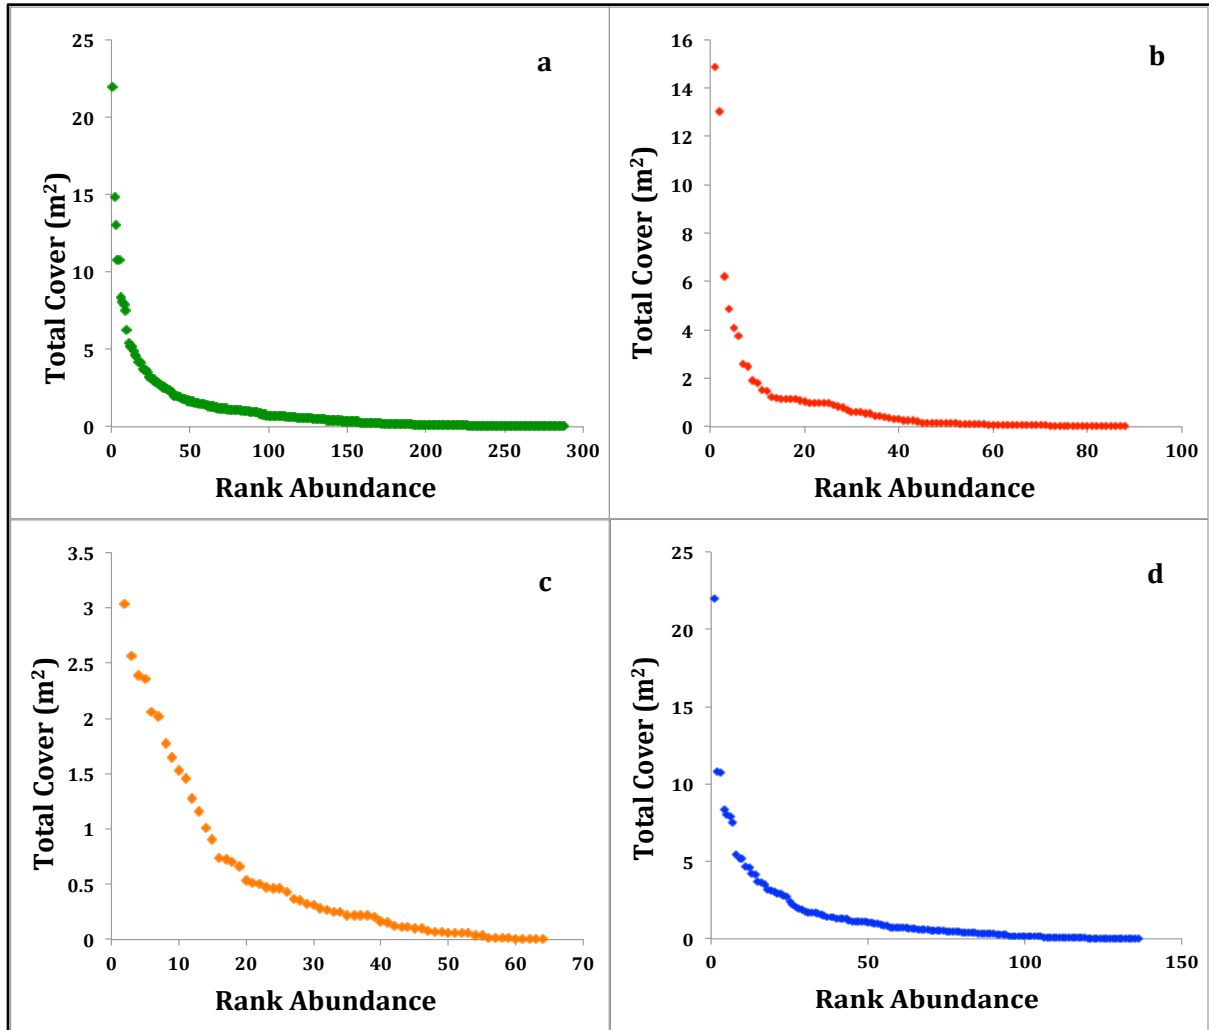 a
25
20
15
10
5
0
Total Cover (m²)
0 50 100 150 200 250 300
Rank Abundance
b
16
14
12
10
8
6
4
2
0
Total Cover (m²)
0 20 40 60 80 100
Rank Abundance
c
3.5
3
2.5
2
1.5
1
0.5
0
Total Cover (m²)
0 10 20 30 40 50 60 70
Rank Abundance
d
25
20
15
10
5
0
Total Cover (m²)
0 50 100 150
Rank Abundance